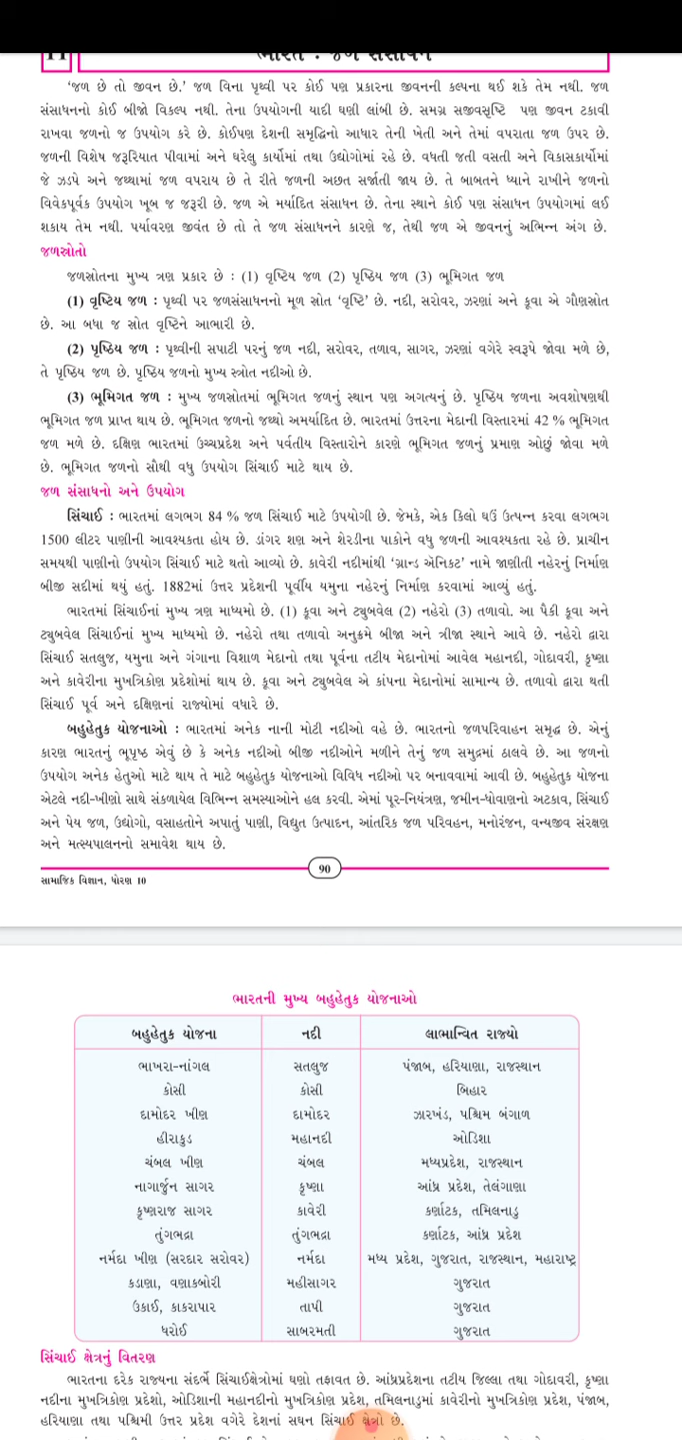 11
ભારત : જળ સંસાધન
‘જળ છે તો જીવન છે.’ જળ વિના પૃથ્વી પર કોઈ પણ પ્રકારના જીવનની કલ્પના થઈ શકે તેમ નથી. જળ
સંસાધનનો કોઈ બીજો વિકલ્પ નથી. તેના ઉપયોગની યાદી ઘણી લાંબી છે. સમગ્ર સજીવસૃષ્ટિ પણ જીવન ટકાવી
રાખવા જળનો જ ઉપયોગ કરે છે. કોઈપણ દેશની સમૃદ્ધિનો આધાર તેની ખેતી અને તેમાં વપરાતા જળ ઉપર છે.
જળની વિશેષ જરૂરિયાત પીવામાં અને ઘરેલુ કાર્યોમાં તથા ઉદ્યોગોમાં રહે છે. વધતી જતી વસતી અને વિકાસકાર્યોમાં
જે ઝડપે અને જથ્થામાં જળ વપરાય છે તે રીતે જળની અછત સર્જાતી જાય છે. તે બાબતને ધ્યાને રાખીને જળનો
વિવેકપૂર્વક ઉપયોગ ખૂબ જ જરૂરી છે. જળ એ મર્યાદિત સંસાધન છે. તેના સ્થાને કોઈ પણ સંસાધન ઉપયોગમાં લઈ
શકાય તેમ નથી. પર્યાવરણ જીવંત છે તો તે જળ સંસાધનને કારણે જ, તેથી જળ એ જીવનનું અભિન્ન અંગ છે.
જળસ્રોતો
જળસ્રોતના મુખ્ય ત્રણ પ્રકાર છે : (1) વૃષ્ટિય જળ (2) પૃષ્ઠિય જળ (3) ભૂમિગત જળ
(1) વૃષ્ટિય જળ : પૃથ્વી પર જળસંસાધનનો મૂળ સ્રોત ‘વૃષ્ટિ’ છે. નદી, સરોવર, ઝરણાં અને કૂવા એ ગૌણસ્રોત
છે. આ બધા જ સ્રોત વૃષ્ટિને આભારી છે.
(2) પૃષ્ઠિય જળ : પૃથ્વીની સપાટી પરનું જળ નદી, સરોવર, તળાવ, સાગર, ઝરણાં વગેરે સ્વરૂપે જોવા મળે છે,
તે પૃષ્ઠિય જળ છે. પૃષ્ઠિય જળનો મુખ્ય સ્ત્રોત નદીઓ છે.
(3) ભૂમિગત જળ : મુખ્ય જળસ્રોતમાં ભૂમિગત જળનું સ્થાન પણ અગત્યનું છે. પૃષ્ઠિય જળના અવશોષણથી
ભૂમિગત જળ પ્રાપ્ત થાય છે. ભૂમિગત જળનો જથ્થો અમર્યાદિત છે. ભારતમાં ઉત્તરના મેદાની વિસ્તારમાં 42 % ભૂમિગત
જળ મળે છે. દક્ષિણ ભારતમાં ઉચ્ચપ્રદેશ અને પર્વતીય વિસ્તારોને કારણે ભૂમિગત જળનું પ્રમાણ ઓછું જોવા મળે
છે. ભૂમિગત જળનો સૌથી વધુ ઉપયોગ સિંચાઈ માટે થાય છે.
જળ સંસાધનો અને ઉપયોગ
સિંચાઈ : ભારતમાં લગભગ 84 % જળ સિંચાઈ માટે ઉપયોગી છે. જેમકે, એક કિલો ઘઉં ઉત્પન્ન કરવા લગભગ
1500 લીટર પાણીની આવશ્યકતા હોય છે. ડાંગર શણ અને શેરડીના પાકોને વધુ જળની આવશ્યકતા રહે છે. પ્રાચીન
સમયથી પાણીનો ઉપયોગ સિંચાઈ માટે થતો આવ્યો છે. કાવેરી નદીમાંથી ‘ગ્રાન્ડ ઍનિકટ’ નામે જાણીતી નહેરનું નિર્માણ
બીજી સદીમાં થયું હતું. 1882માં ઉત્તર પ્રદેશની પૂર્વીય યમુના નહેરનું નિર્માણ કરવામાં આવ્યું હતું.
ભારતમાં સિંચાઈનાં મુખ્ય ત્રણ માધ્યમો છે. (1) કૂવા અને ટ્યુબવેલ (2) નહેરો (3) તળાવો. આ પૈકી કૂવા અને
ટ્યુબવેલ સિંચાઈનાં મુખ્ય માધ્યમો છે. નહેરો તથા તળાવો અનુક્રમે બીજા અને ત્રીજા સ્થાને આવે છે. નહેરો દ્વારા
સિંચાઈ સતલુજ, યમુના અને ગંગાના વિશાળ મેદાનો તથા પૂર્વના તટીય મેદાનોમાં આવેલ મહાનદી, ગોદાવરી, કૃષ્ણા
અને કાવેરીના મુખત્રિકોણ પ્રદેશોમાં થાય છે. કૂવા અને ટ્યુબવેલ એ કાંપના મેદાનોમાં સામાન્ય છે. તળાવો દ્વારા થતી
સિંચાઈ પૂર્વ અને દક્ષિણનાં રાજ્યોમાં વધારે છે.
બહુહેતુક યોજનાઓ : ભારતમાં અનેક નાની મોટી નદીઓ વહે છે. ભારતનો જળપરિવાહન સમૃદ્ધ છે. એનું
કારણ ભારતનું ભૂપૃષ્ઠ એવું છે કે અનેક નદીઓ બીજી નદીઓને મળીને તેનું જળ સમુદ્રમાં ઠાલવે છે. આ જળનો
ઉપયોગ અનેક હેતુઓ માટે થાય તે માટે બહુહેતુક યોજનાઓ વિવિધ નદીઓ પર બનાવવામાં આવી છે. બહુહેતુક યોજના
એટલે નદી-ખીણો સાથે સંકળાયેલ વિભિન્ન સમસ્યાઓને હલ કરવી. એમાં પૂર-નિયંત્રણ, જમીન-ધોવાણનો અટકાવ, સિંચાઈ
અને પેય જળ, ઉદ્યોગો, વસાહતોને અપાતું પાણી, વિદ્યુત ઉત્પાદન, આંતરિક જળ પરિવહન, મનોરંજન, વન્યજીવ સંરક્ષણ
અને મત્સ્યપાલનનો સમાવેશ થાય છે.
90
સામાજિક વિજ્ઞાન, ધોરણ 10
ભારતની મુખ્ય બહુહેતુક યોજનાઓ
બહુહેતુક યોજના નદી લાભાન્વિત રાજ્યો
ભાખરા-નાંગલ સતલુજ પંજાબ, હરિયાણા, રાજસ્થાન
કોસી કોસી બિહાર
દામોદર ખીણ દામોદર ઝારખંડ, પશ્ચિમ બંગાળ
હીરાકુડ મહાનદી ઓડિશા
ચંબલ ખીણ ચંબલ મધ્યપ્રદેશ, રાજસ્થાન
નાગાર્જુન સાગર કૃષ્ણા આંધ્ર પ્રદેશ, તેલંગાણા
કૃષ્ણરાજ સાગર કાવેરી કર્ણાટક, તમિલનાડુ
તુંગભદ્રા તુંગભદ્રા કર્ણાટક, આંધ્ર પ્રદેશ
નર્મદા ખીણ (સરદાર સરોવર) નર્મદા મધ્ય પ્રદેશ, ગુજરાત, રાજસ્થાન, મહારાષ્ટ્ર
કડાણા, વણાકબોરી મહીસાગર ગુજરાત
ઉકાઈ, કાકરાપાર તાપી ગુજરાત
ધરોઈ સાબરમતી ગુજરાત
સિંચાઈ ક્ષેત્રનું વિતરણ
ભારતના દરેક રાજ્યના સંદર્ભે સિંચાઈક્ષેત્રોમાં ઘણો તફાવત છે. આંધ્રપ્રદેશના તટીય જિલ્લા તથા ગોદાવરી, કૃષ્ણા
નદીના મુખત્રિકોણ પ્રદેશો, ઓડિશાની મહાનદીનો મુખત્રિકોણ પ્રદેશ, તમિલનાડુમાં કાવેરીનો મુખત્રિકોણ પ્રદેશ, પંજાબ,
હરિયાણા તથા પશ્ચિમી ઉત્તર પ્રદેશ વગેરે દેશનાં સઘન સિંચાઈ ક્ષેત્રો છે.